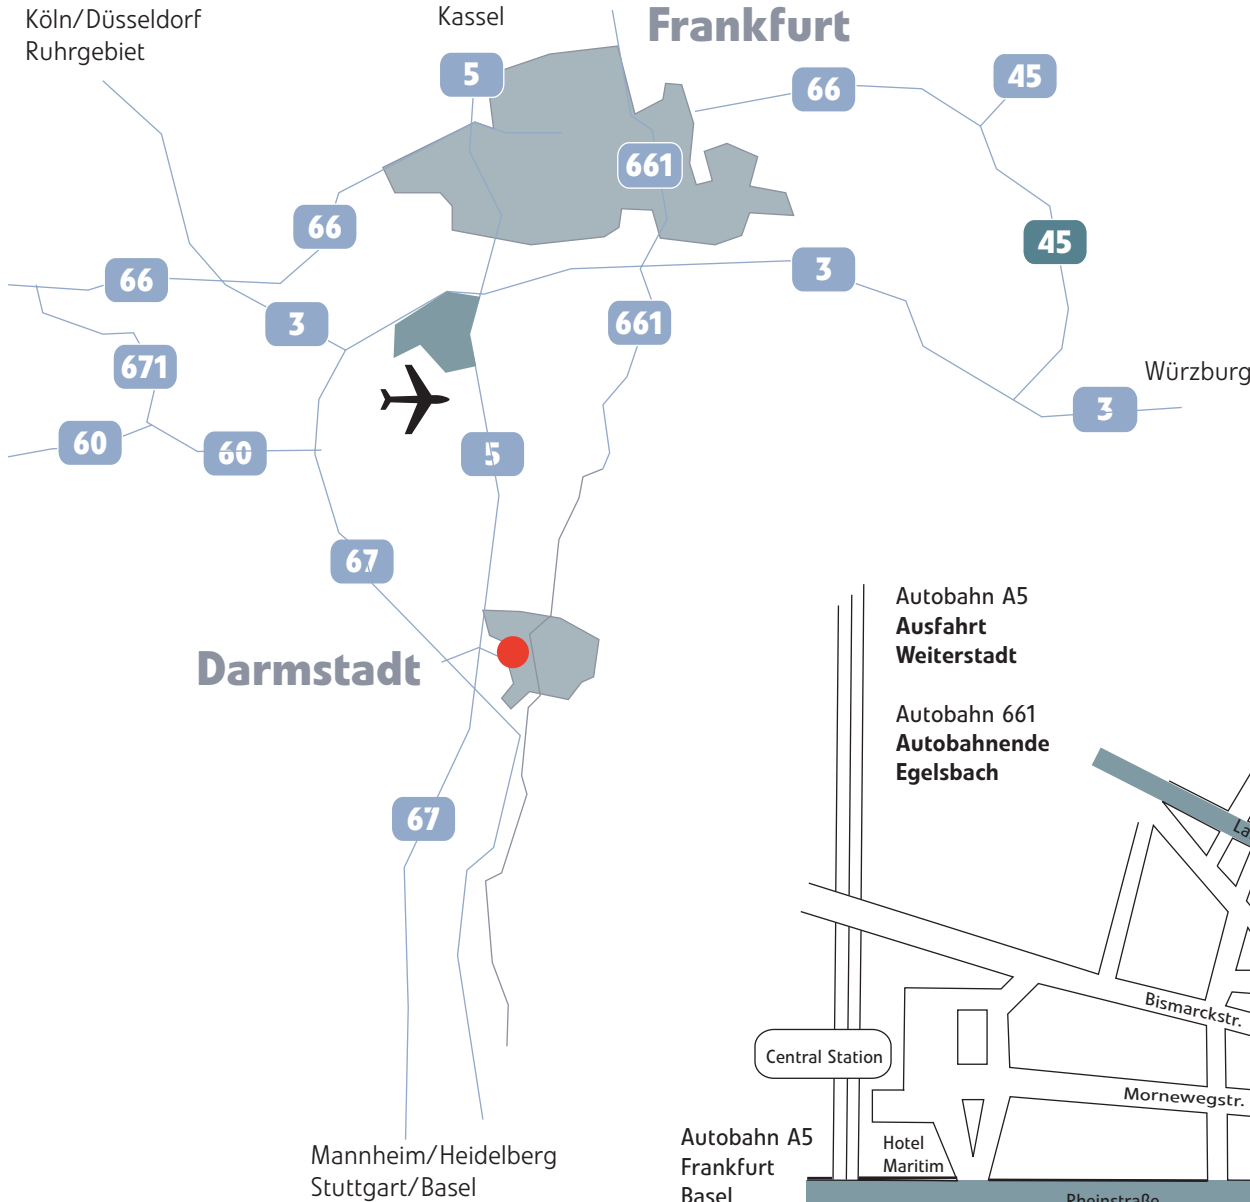 Köln/Düsseldorf
Ruhrgebiet
Kassel
Frankfurt
5
66
45
661
66
45
66
3
3
661
671
Würzburg
3
60
60
5
67
Autobahn A5
Ausfahrt
Weiterstadt
Darmstadt
Autobahn 661
Autobahnende
Egelsbach
67
La
Bismarckstr.
Central Station
Mornewegstr.
Autobahn A5
Frankfurt
Basel
Hotel
Maritim
Mannheim/Heidelberg
Stuttgart/Basel
Rheinstraße